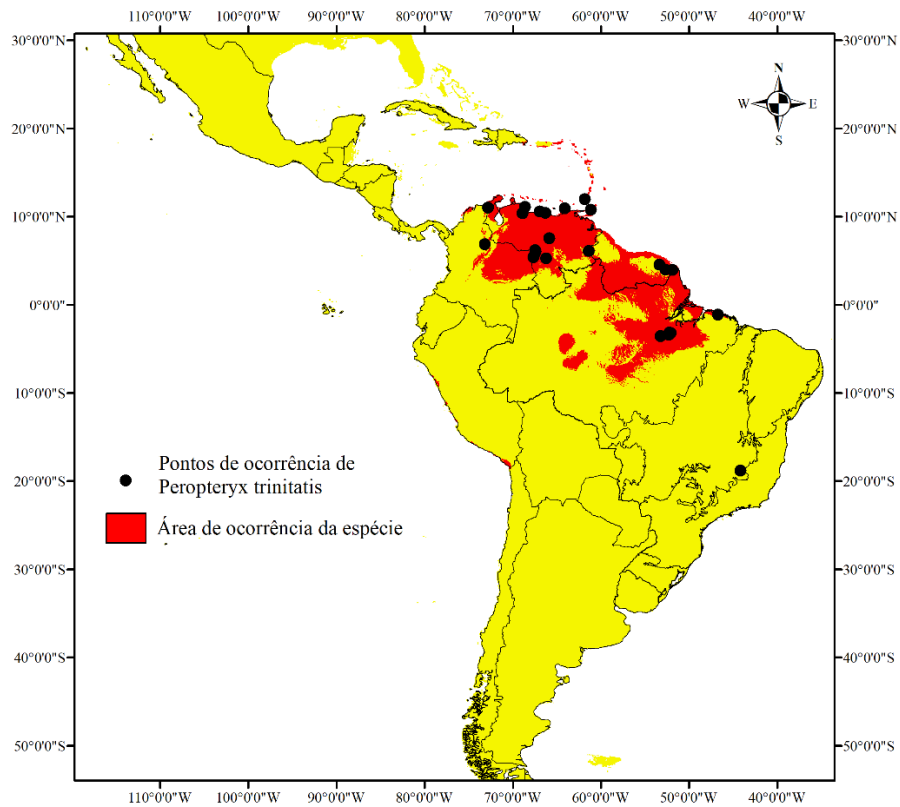 110°0'0"W 100°0'0"W 90°0'0"W 80°0'0"W 70°0'0"W 60°0'0"W 50°0'0"W 40°0'0"W
30°0'0"N 30°0'0"N
N
W E
S
20°0'0"N 20°0'0"N
10°0'0"N 10°0'0"N
0°0'0" 0°0'0"
10°0'0"S 10°0'0"S
Pontos de ocorrência de
Peropteryx trinitatis
20°0'0"S 20°0'0"S
Área de ocorrência da espécie
30°0'0"S 30°0'0"S
40°0'0"S 40°0'0"S
50°0'0"S 50°0'0"S
110°0'0"W 100°0'0"W 90°0'0"W 80°0'0"W 70°0'0"W 60°0'0"W 50°0'0"W 40°0'0"W